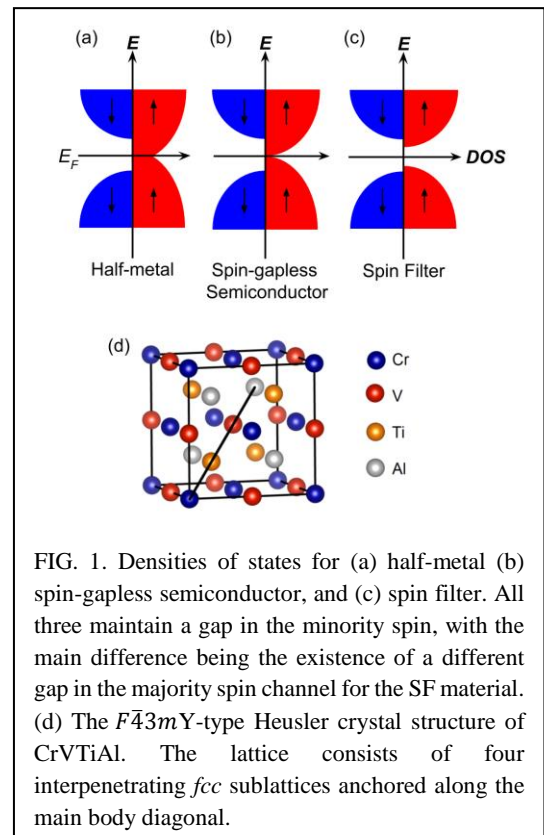 (a) E (b) E (c) E
↓ ↑ ↓ ↑ ↓ ↑
E_F DOS
↓ ↑ ↓ ↑ ↓ ↑
Half-metal Spin-gapless Spin Filter
Semiconductor
(d)
Cr
V
Ti
Al
FIG. 1. Densities of states for (a) half-metal (b)
spin-gapless semiconductor, and (c) spin filter. All
three maintain a gap in the minority spin, with the
main difference being the existence of a different
gap in the majority spin channel for the SF material.
(d) The F4̄3mY-type Heusler crystal structure of
CrVTiAl. The lattice consists of four
interpenetrating fcc sublattices anchored along the
main body diagonal.